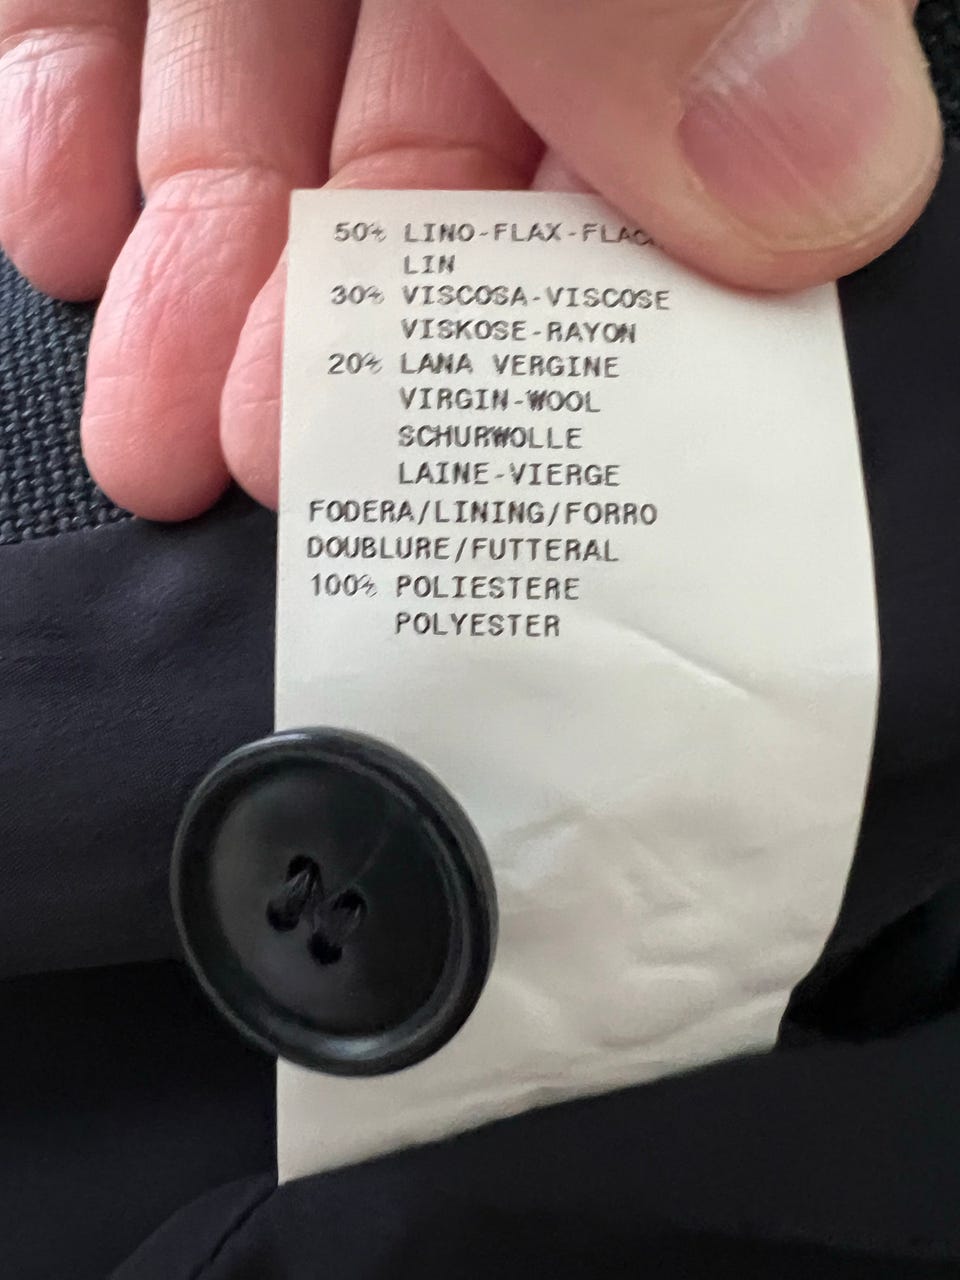 50% LINO-FLAX-
LIN
30% VISCOSA-VISCOSE
VISKOSE-RAYON
20% LANA VERGINE
VIRGIN-WOOL
SCHURWOLLE
LAINE-VIERGE
FODERA/LINING/FORRO
DOUBLURE/FUTTERAL
100% POLIESTERE
POLYESTER